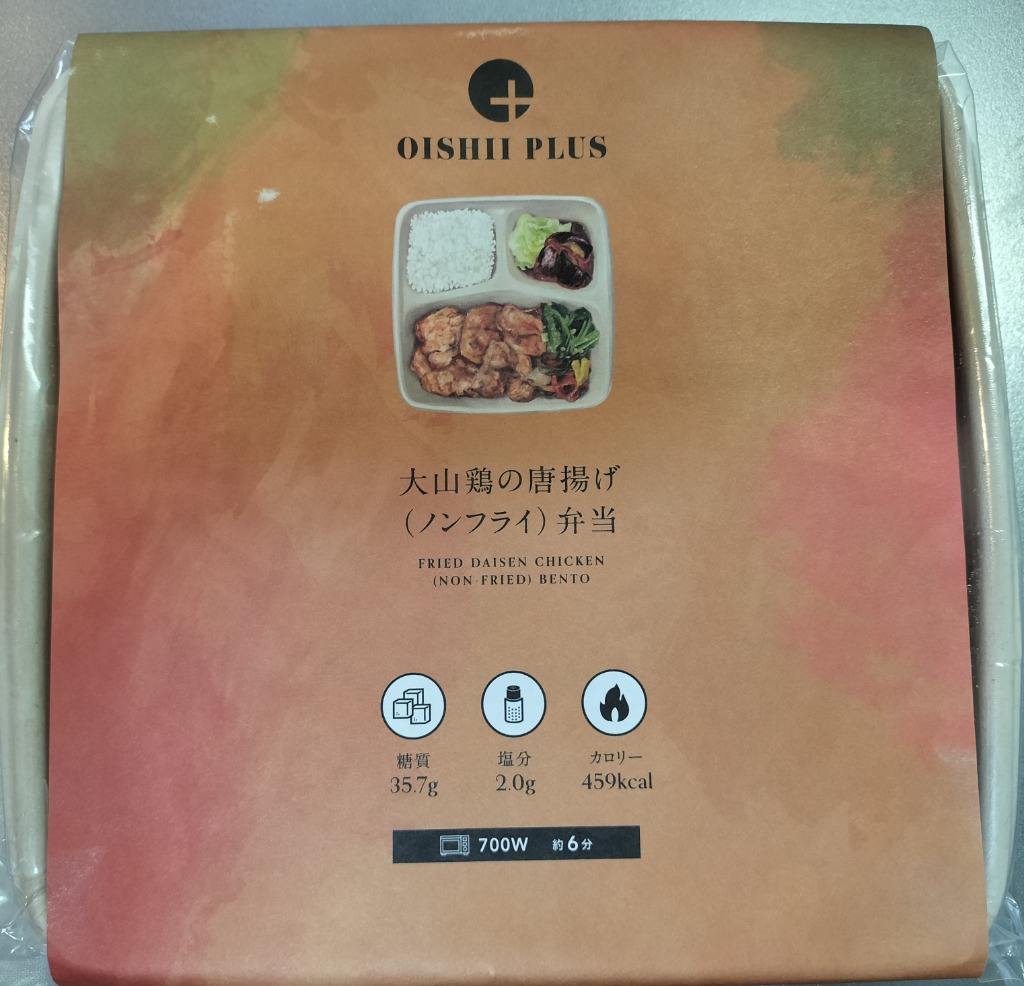 OISHII PLUS
大山鶏の唐揚げ
(ノンフライ)弁当
FRIED DAISEN CHICKEN
(NON-FRIED) BENTO
糖質 塩分 カロリー
35.7g 2.0g 459kcal
700W 約6分